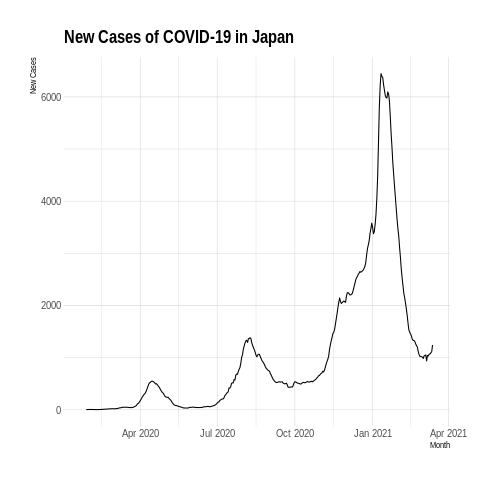 New Cases of COVID-19 in Japan
New Cases
6000
4000
2000
0
Apr 2020 Jul 2020 Oct 2020 Jan 2021 Apr 2021
Month